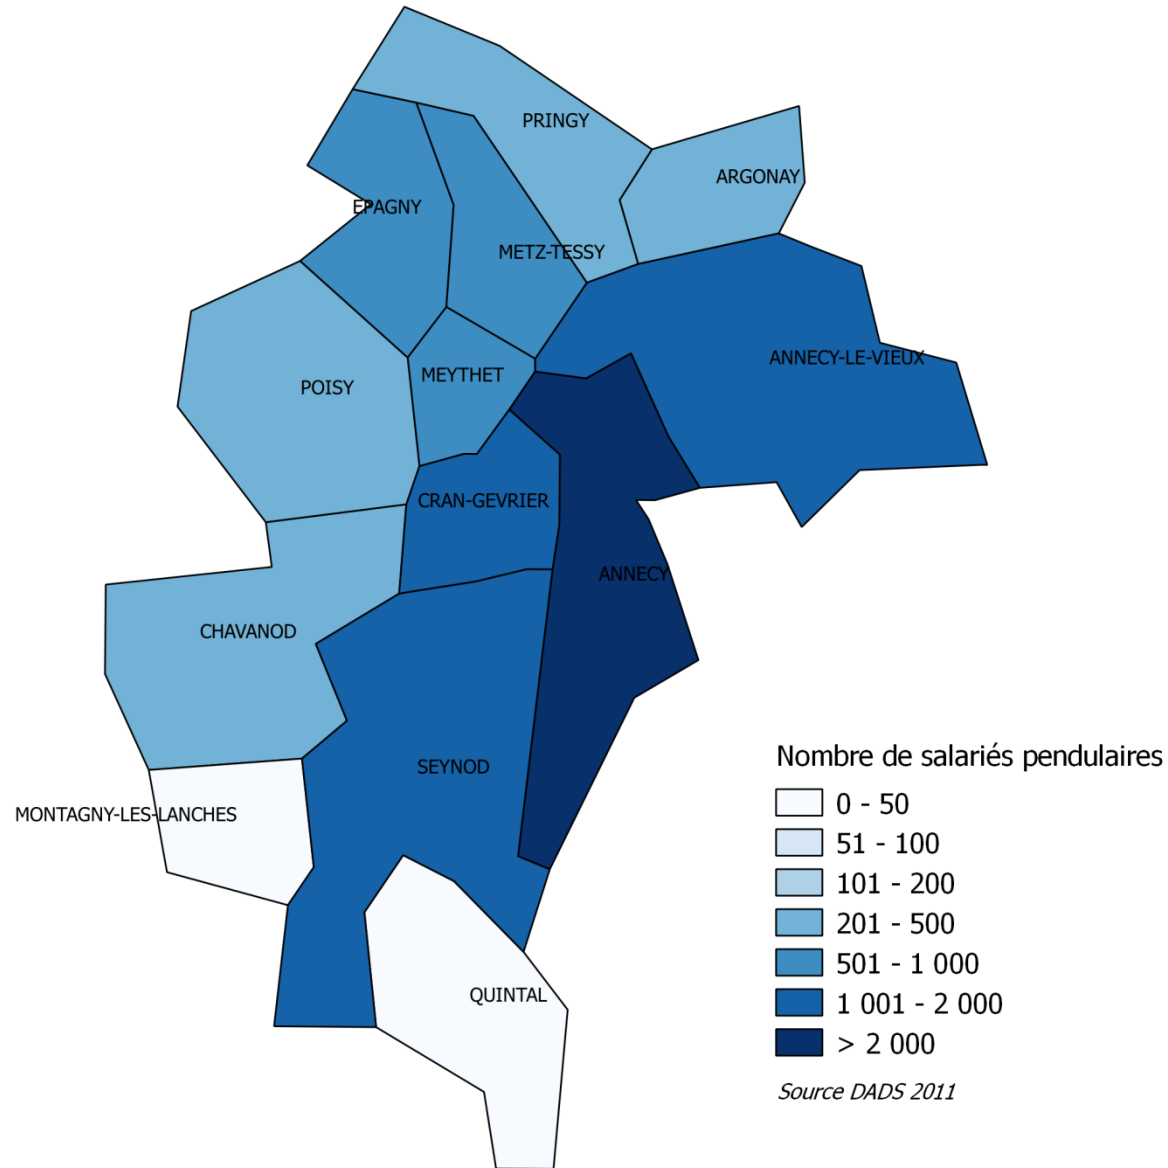 PRINGY
ARGONAY
EPAGNY
METZ-TESSY
ANNECY-LE-VIEUX
MEYTHET
POISY
CRAN-GEVRIER
ANNECY
CHAVANOD
SEYNOD
MONTAGNY-LES-LANCHES
QUINTAL
Nombre de salariés pendulaires
0 - 50
51 - 100
101 - 200
201 - 500
501 - 1 000
1 001 - 2 000
> 2 000
Source DADS 2011